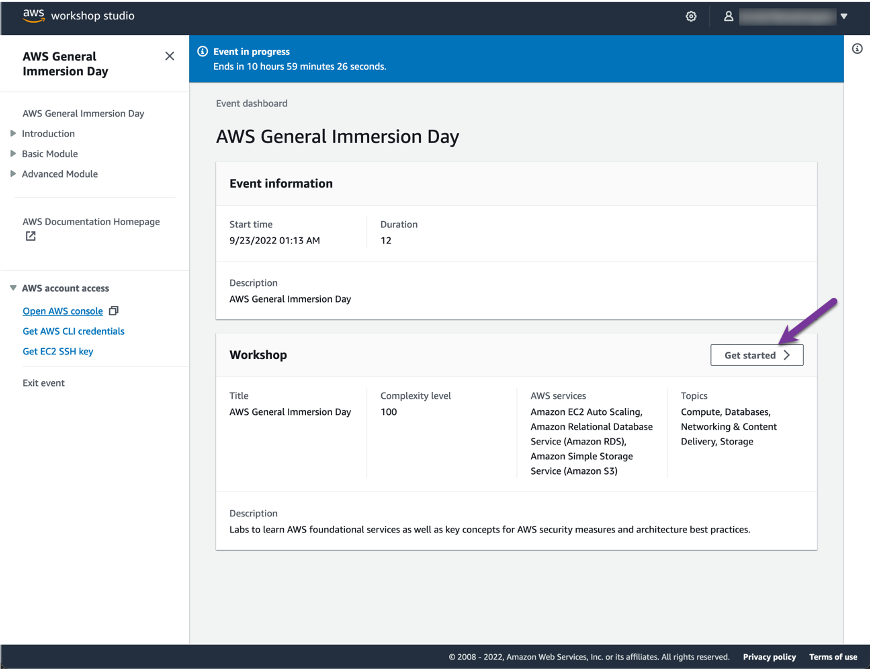 aws workshop studio
AWS General
Immersion Day
AWS General Immersion Day
Introduction
Basic Module
Advanced Module
AWS Documentation Homepage
AWS account access
Open AWS console
Get AWS CLI credentials
Get EC2 SSH key
Exit event
Event in progress
Ends in 10 hours 59 minutes 26 seconds.
Event dashboard
AWS General Immersion Day
Event information
Start time
9/23/2022 01:13 AM
Duration
12
Description
AWS General Immersion Day
Workshop
Get started
Title
AWS General Immersion Day
Complexity level
100
AWS services
Amazon EC2 Auto Scaling,
Amazon Relational Database
Service (Amazon RDS),
Amazon Simple Storage
Service (Amazon S3)
Topics
Compute, Databases,
Networking & Content
Delivery, Storage
Description
Labs to learn AWS foundational services as well as key concepts for AWS security measures and architecture best practices.
© 2008 - 2022, Amazon Web Services, Inc. or its affiliates. All rights reserved. Privacy policy Terms of use